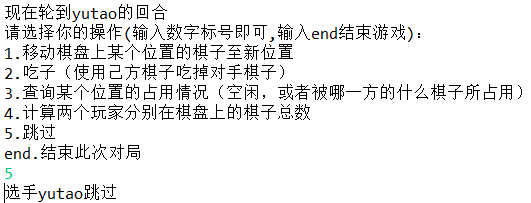 现在轮到yutao的回合
请选择你的操作(输入数字标号即可,输入end结束游戏):
1.移动棋盘上某个位置的棋子至新位置
2.吃子（使用己方棋子吃掉对手棋子）
3.查询某个位置的占用情况（空闲，或者被哪一方的什么棋子所占用）
4.计算两个玩家分别在棋盘上的棋子总数
5.跳过
end.结束此次对局
5
选手yutao跳过